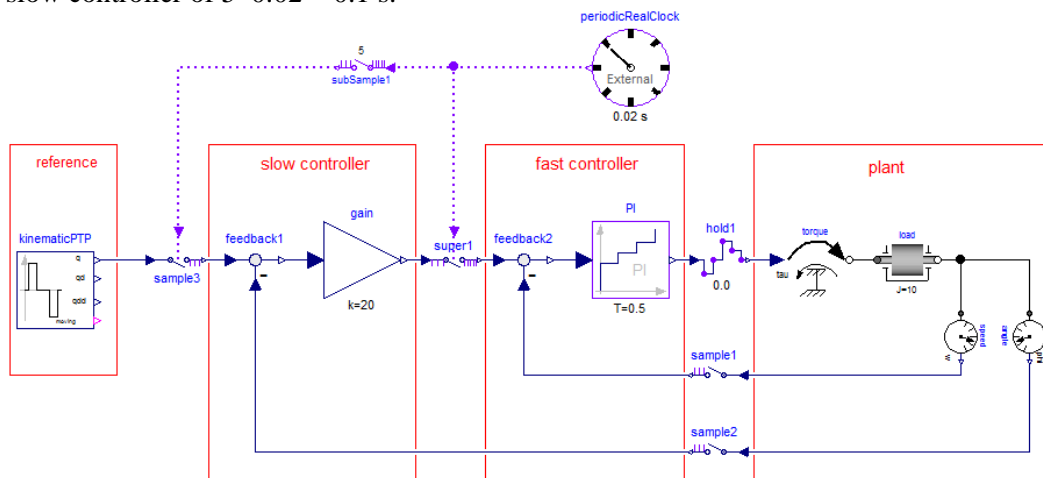 slow controller of 5*0.02 = 0.1 s.
periodicRealClock
5
subSample1
External
0.02 s
reference
slow controller
fast controller
plant
kinematicPTP
q
qd
qdd
moving
sample3
feedback1
gain
k=20
super1
feedback2
PI
PI
T=0.5
hold1
0.0
torque
tau
load
J=10
speed
w
angle
phi
sample1
sample2